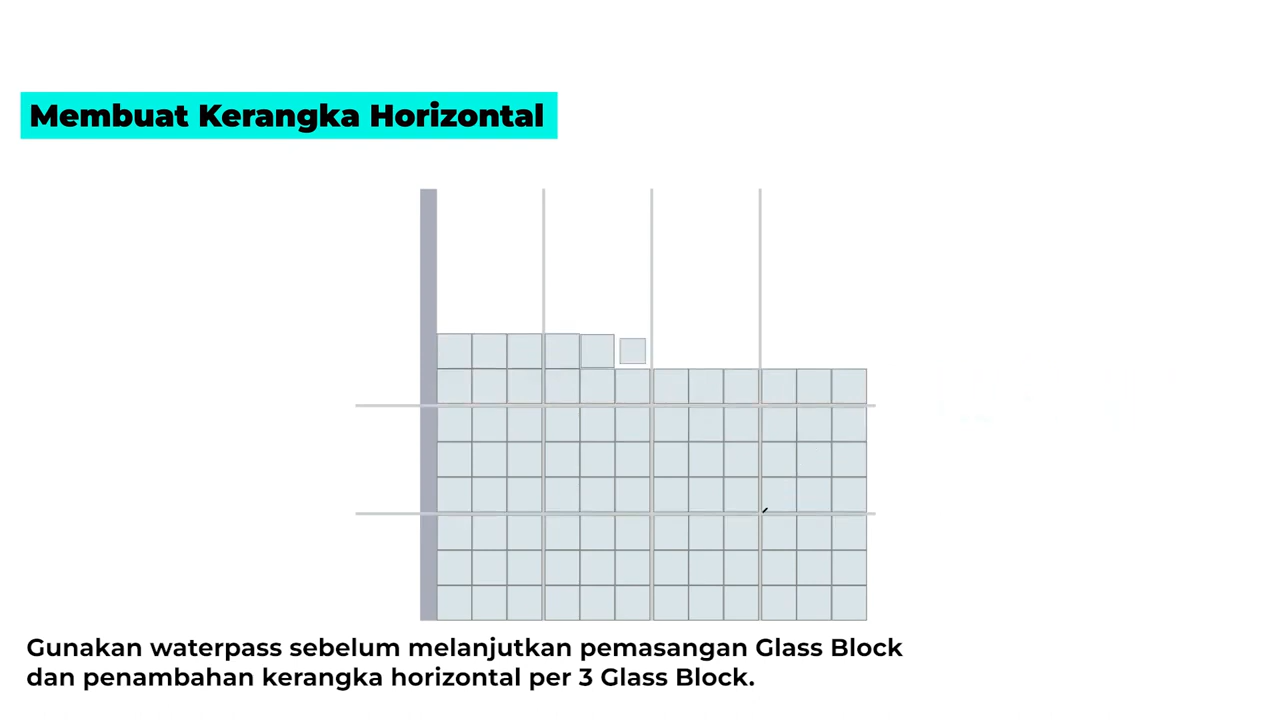 Membuat Kerangka Horizontal
Gunakan waterpass sebelum melanjutkan pemasangan Glass Block
dan penambahan kerangka horizontal per 3 Glass Block.